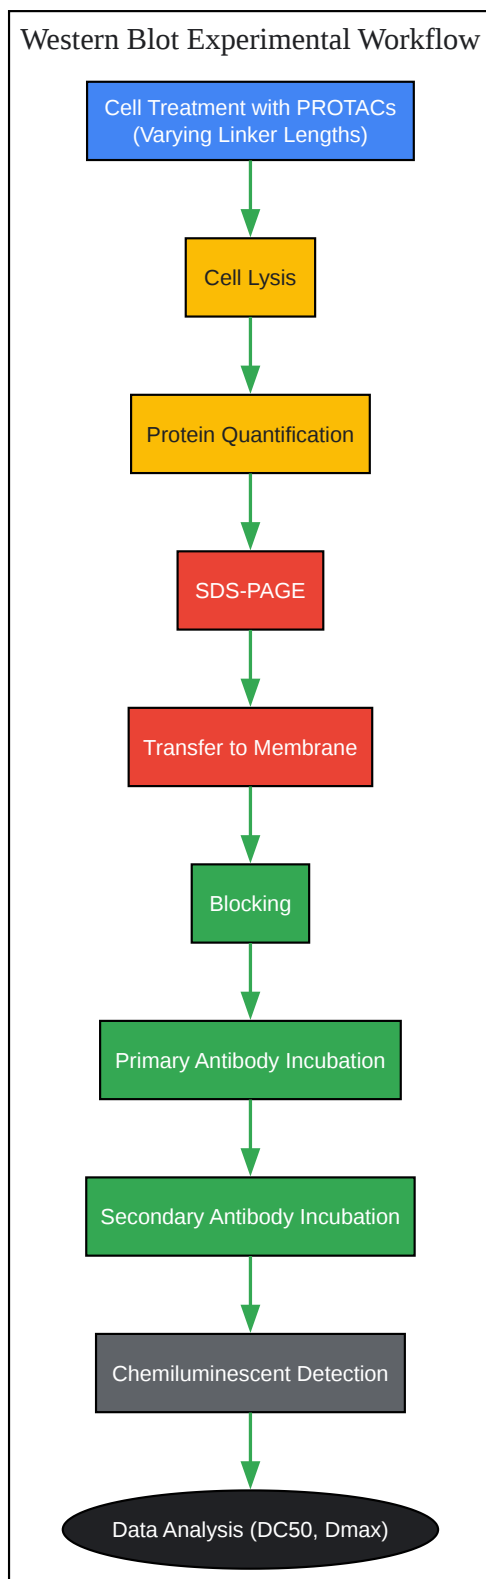 Western Blot Experimental Workflow
Cell Treatment with PROTACs
(Varying Linker Lengths)
Cell Lysis
Protein Quantification
SDS-PAGE
Transfer to Membrane
Blocking
Primary Antibody Incubation
Secondary Antibody Incubation
Chemiluminescent Detection
Data Analysis (DC50, Dmax)